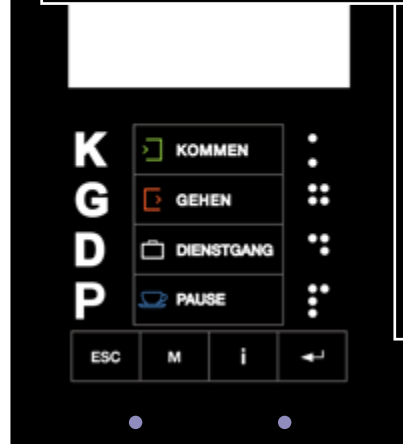 K KOMMEN ⠅
G GEHEN ⠛
D DIENSTGANG ⠙
P PAUSE ⠏
ESC M i ↵